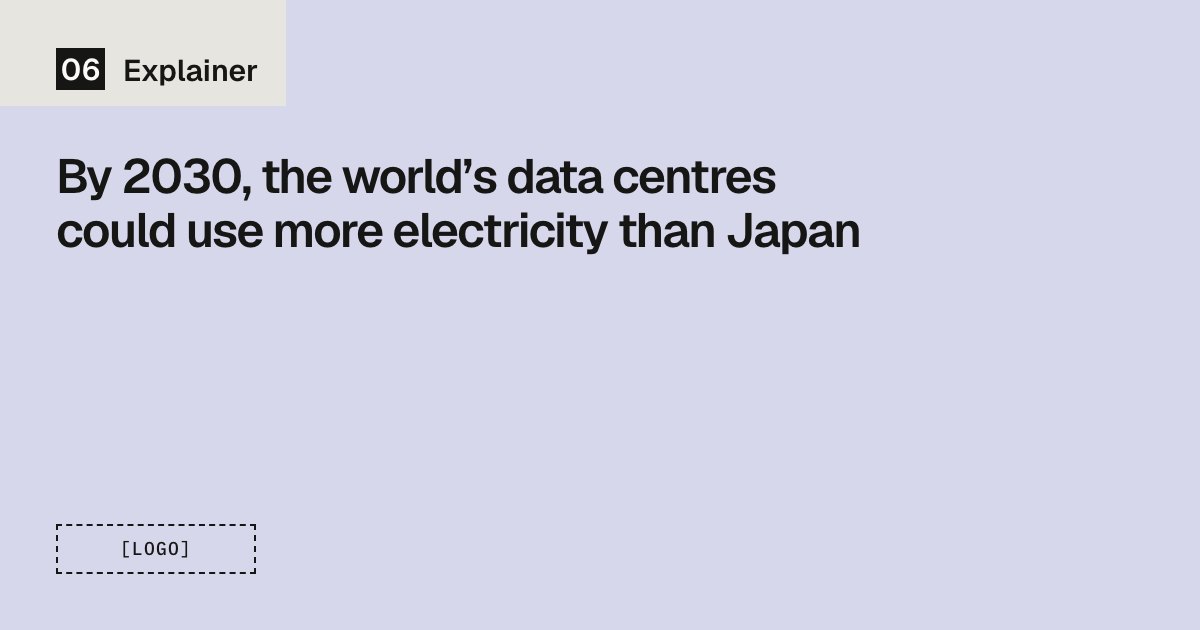 06 Explainer
By 2030, the world’s data centres
could use more electricity than Japan
[LOGO]